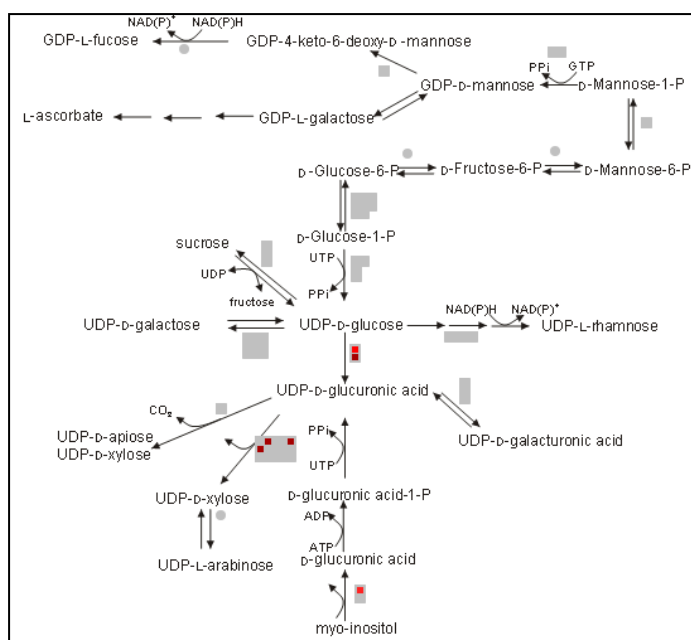 NAD(P)+ NAD(P)H
GDP-L-fucose GDP-4-keto-6-deoxy-D-mannose
PPi GTP
GDP-D-mannose D-Mannose-1-P
L-ascorbate GDP-L-galactose
D-Glucose-6-P D-Fructose-6-P D-Mannose-6-P
D-Glucose-1-P
sucrose UTP
UDP
fructose PPi
NAD(P)H NAD(P)+
UDP-D-galactose UDP-D-glucose UDP-L-rhamnose
UDP-D-glucuronic acid
CO2
UDP-D-apiose
UDP-D-xylose
PPi
UDP-D-galacturonic acid
UTP
UDP-D-xylose D-glucuronic acid-1-P
ADP
ATP
UDP-L-arabinose D-glucuronic acid
myo-inositol